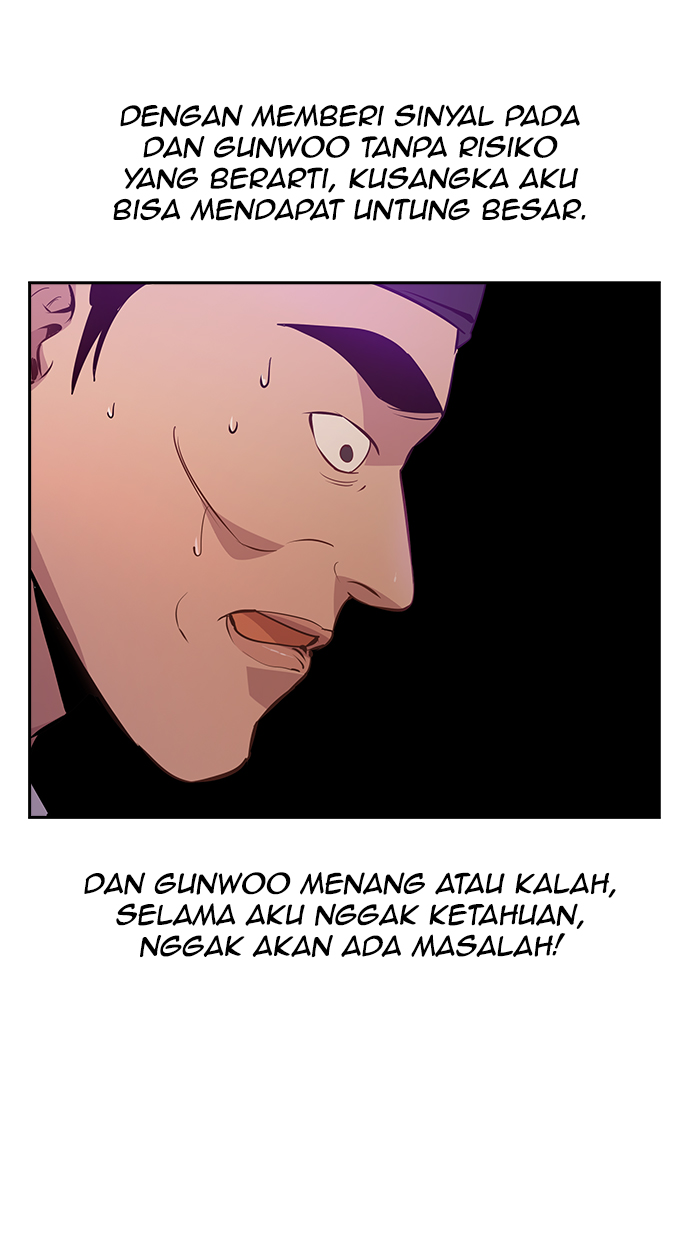 DENGAN MEMBERI SINYAL PADA
DAN GUNWOO TANPA RISIKO
YANG BERARTI, KUSANGKA AKU
BISA MENDAPAT UNTUNG BESAR.
DAN GUNWOO MENANG ATAU KALAH,
SELAMA AKU NGGAK KETAHUAN,
NGGAK AKAN ADA MASALAH!